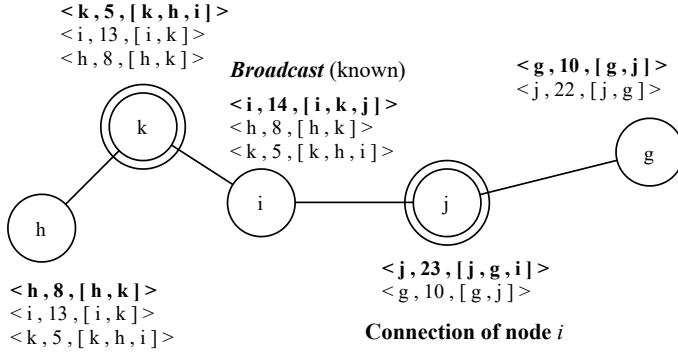 < k , 5 , [ k , h , i ] >
< i , 13 , [ i , k ] >
< h , 8 , [ h , k ] >
Broadcast (known)
< i , 14 , [ i , k , j ] >
< h , 8 , [ h , k ] >
< k , 5 , [ k , h , i ] >
< g , 10 , [ g , j ] >
< j , 22 , [ j , g ] >
k
g
h
i
j
< h , 8 , [ h , k ] >
< i , 13 , [ i , k ] >
< k , 5 , [ k , h , i ] >
< j , 23 , [ j , g , i ] >
< g , 10 , [ g , j ] >
Connection of node i